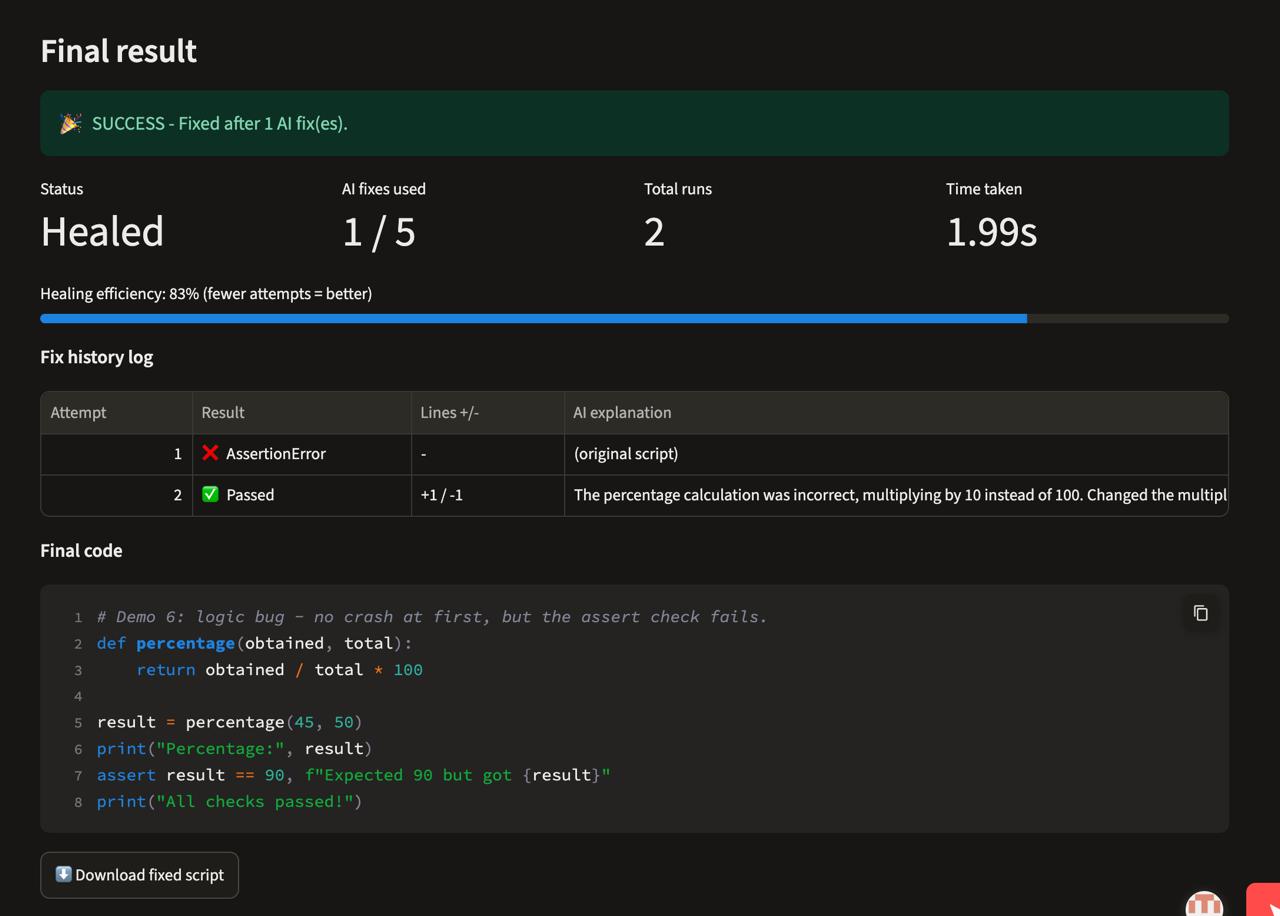 Final result
🎉 SUCCESS - Fixed after 1 AI fix(es).
Status AI fixes used Total runs Time taken
Healed 1 / 5 2 1.99s
Healing efficiency: 83% (fewer attempts = better)
Fix history log
Attempt Result Lines +/- AI explanation
1 ❌ AssertionError - (original script)
2 ✅ Passed +1 / -1 The percentage calculation was incorrect, multiplying by 10 instead of 100. Changed the multipl
Final code
1 # Demo 6: logic bug - no crash at first, but the assert check fails.
2 def percentage(obtained, total):
3     return obtained / total * 100
4
5 result = percentage(45, 50)
6 print("Percentage:", result)
7 assert result == 90, f"Expected 90 but got {result}"
8 print("All checks passed!")
⬇️ Download fixed script